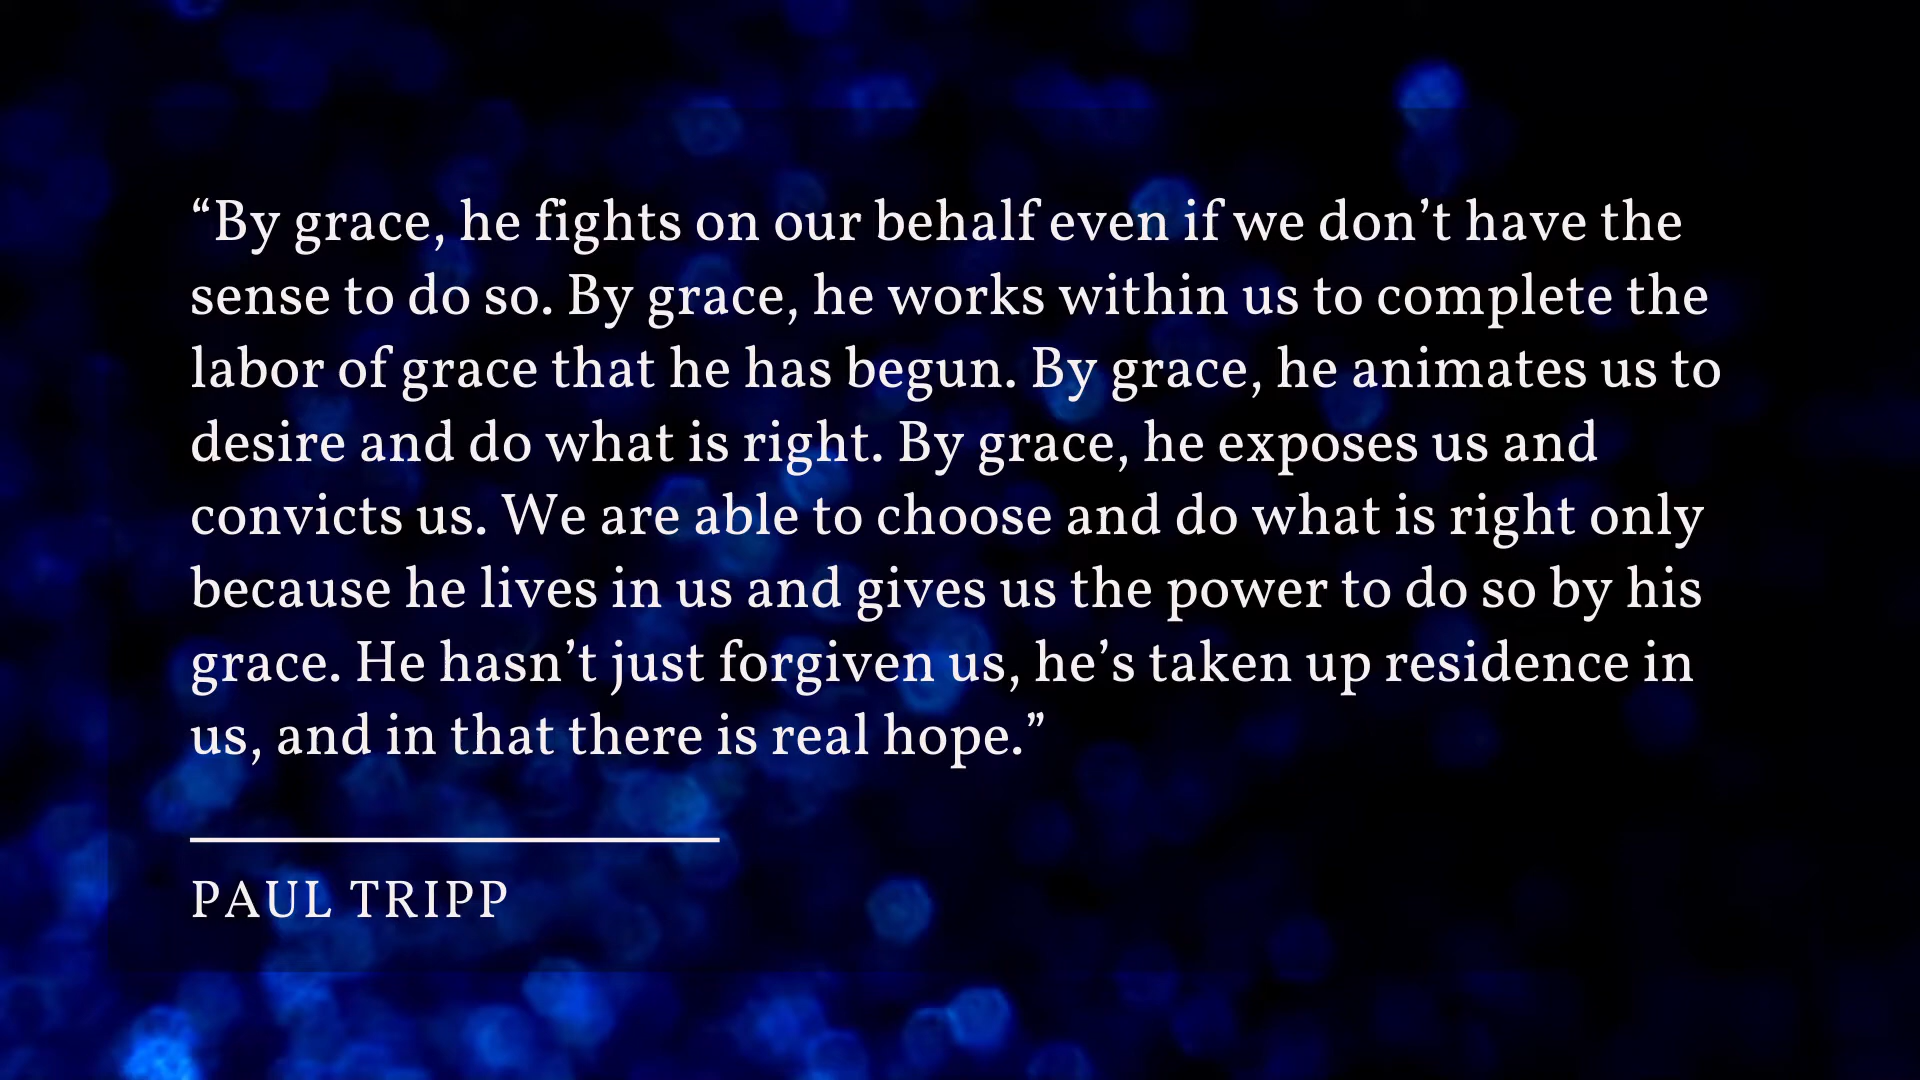 “By grace, he fights on our behalf even if we don’t have the
sense to do so. By grace, he works within us to complete the
labor of grace that he has begun. By grace, he animates us to
desire and do what is right. By grace, he exposes us and
convicts us. We are able to choose and do what is right only
because he lives in us and gives us the power to do so by his
grace. He hasn’t just forgiven us, he’s taken up residence in
us, and in that there is real hope.”
PAUL TRIPP